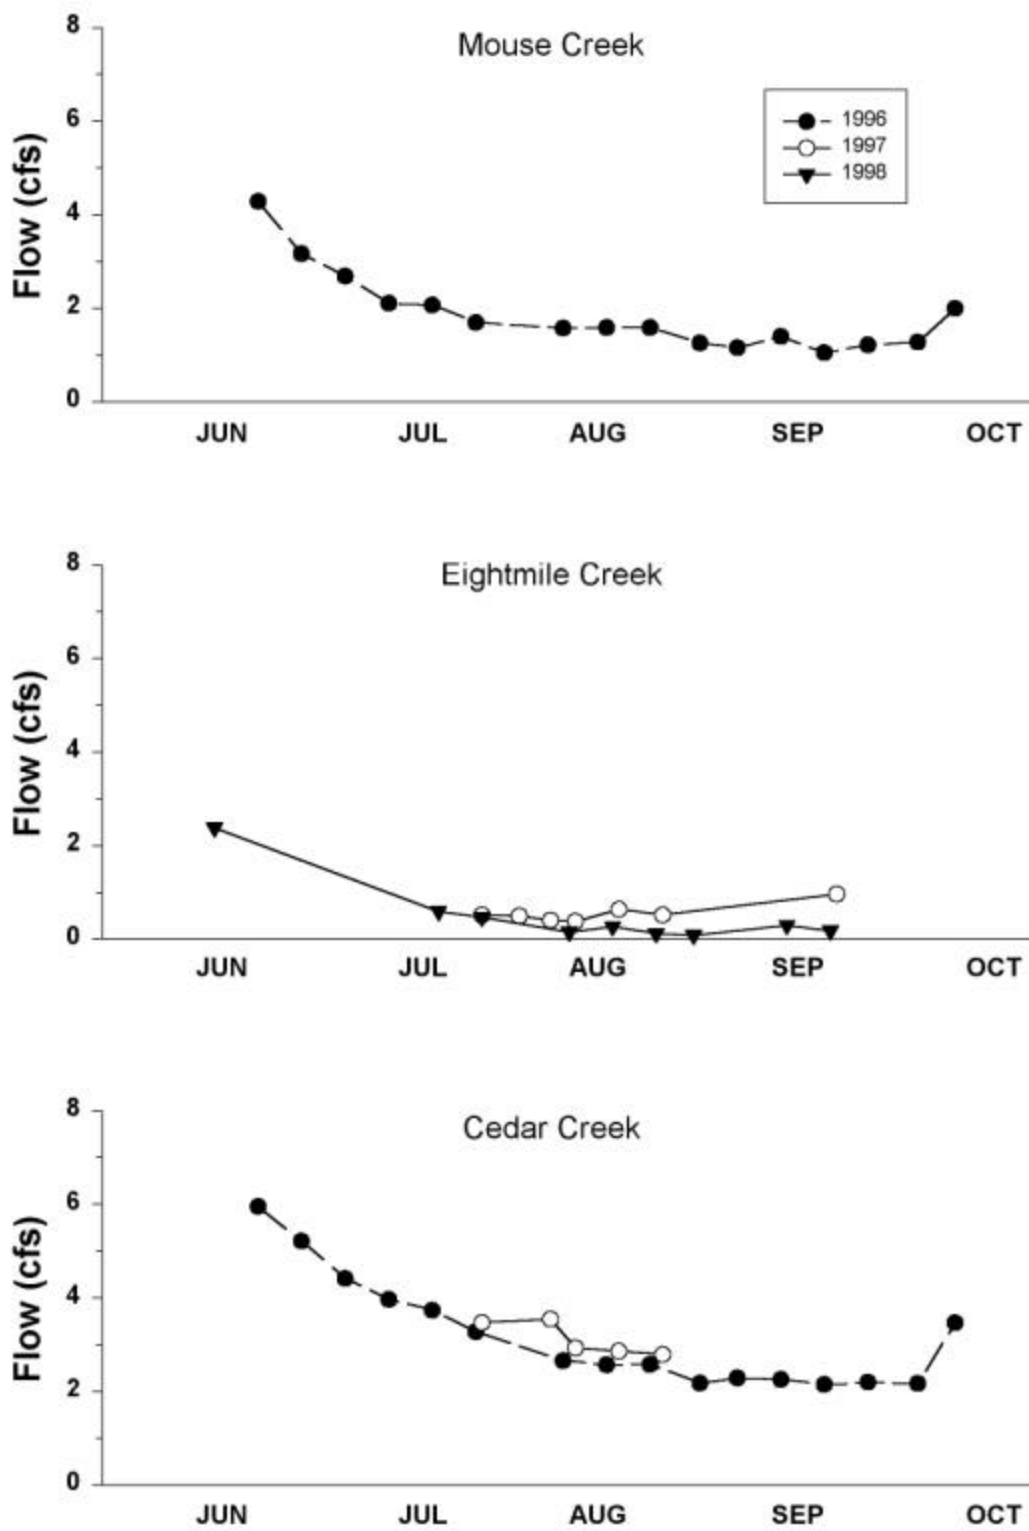 Mouse Creek
8
6
4
2
0
Flow (cfs)
1996
1997
1998
JUN JUL AUG SEP OCT
Eightmile Creek
8
6
4
2
0
Flow (cfs)
JUN JUL AUG SEP OCT
Cedar Creek
8
6
4
2
0
Flow (cfs)
JUN JUL AUG SEP OCT